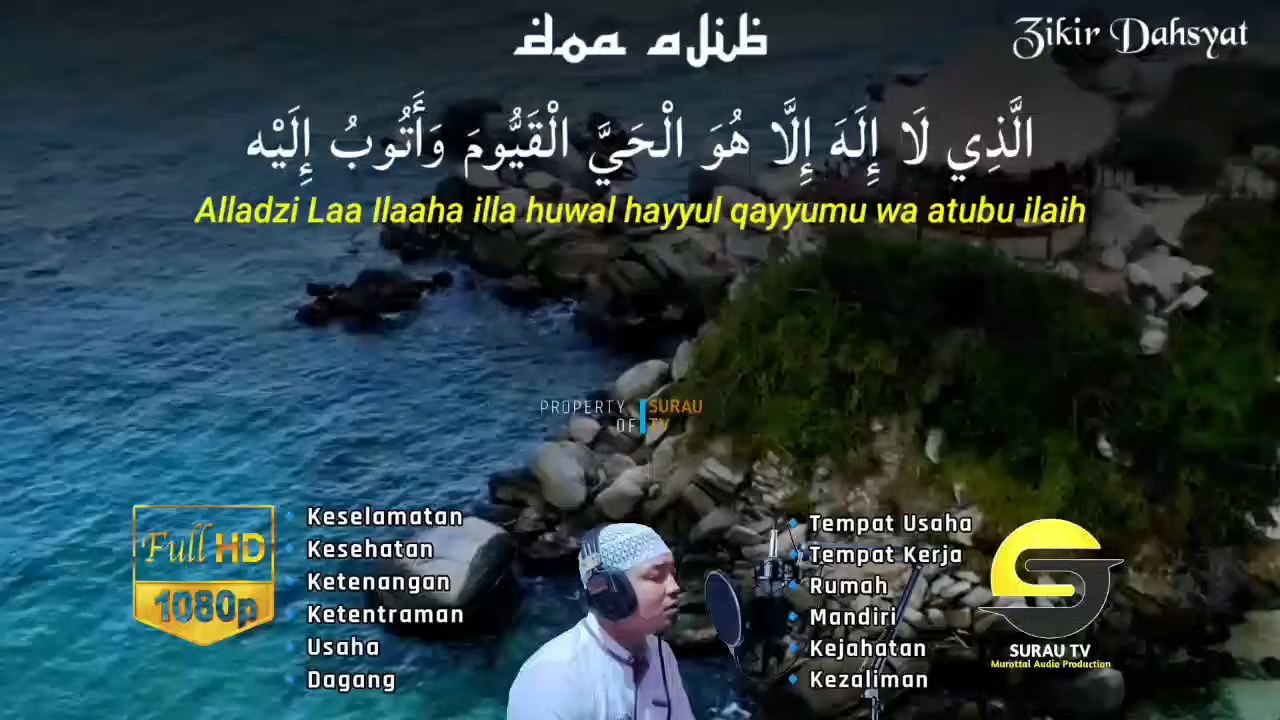 doa ajib
Zikir Dahsyat
الَّذِي لَا إِلَهَ إِلَّا هُوَ الْحَيَّ الْقَيُّومَ وَأَتُوبُ إِلَيْه
Alladzi Laa Ilaaha illa huwal hayyul qayyumu wa atubu ilaih
PROPERTY OF
SURAU TV
Full HD
1080p
Keselamatan
Kesehatan
Ketenangan
Ketentraman
Usaha
Dagang
Tempat Usaha
Tempat Kerja
Rumah
Mandiri
Kejahatan
Kezaliman
SURAU TV
Murottal Audio Production